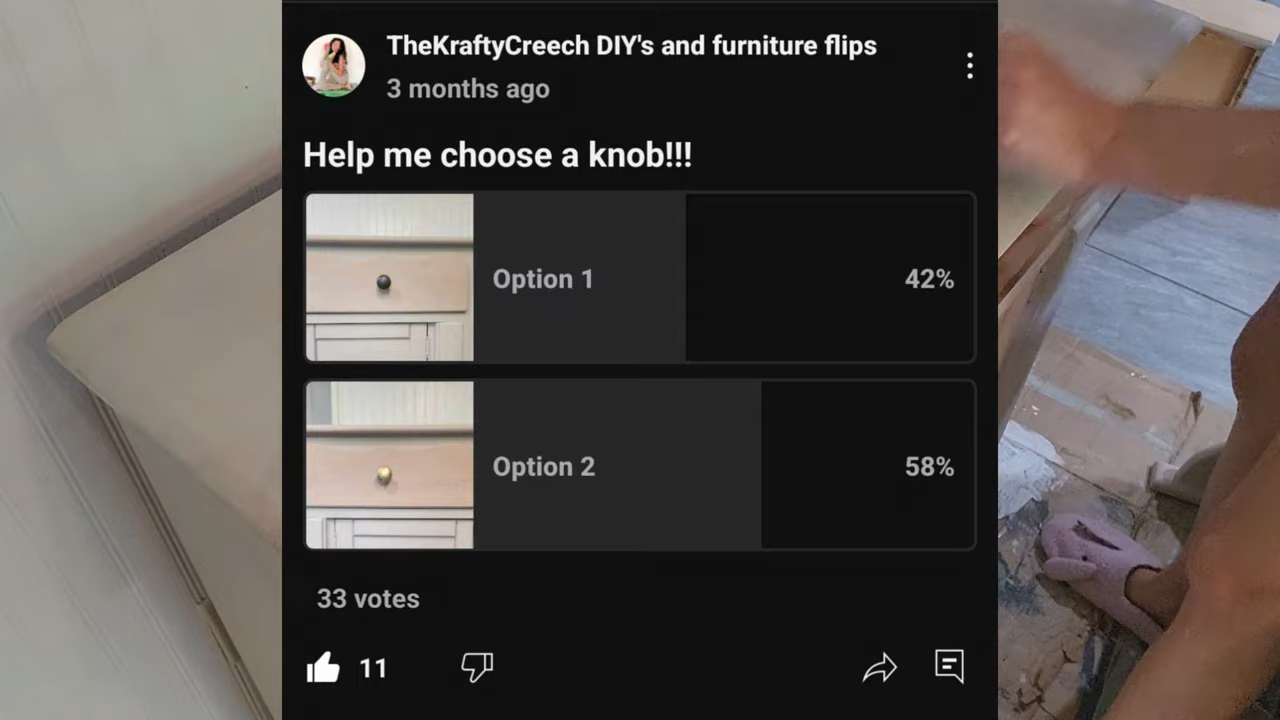 TheKraftyCreech DIY's and furniture flips
3 months ago
Help me choose a knob!!!
Option 1
42%
Option 2
58%
33 votes
11